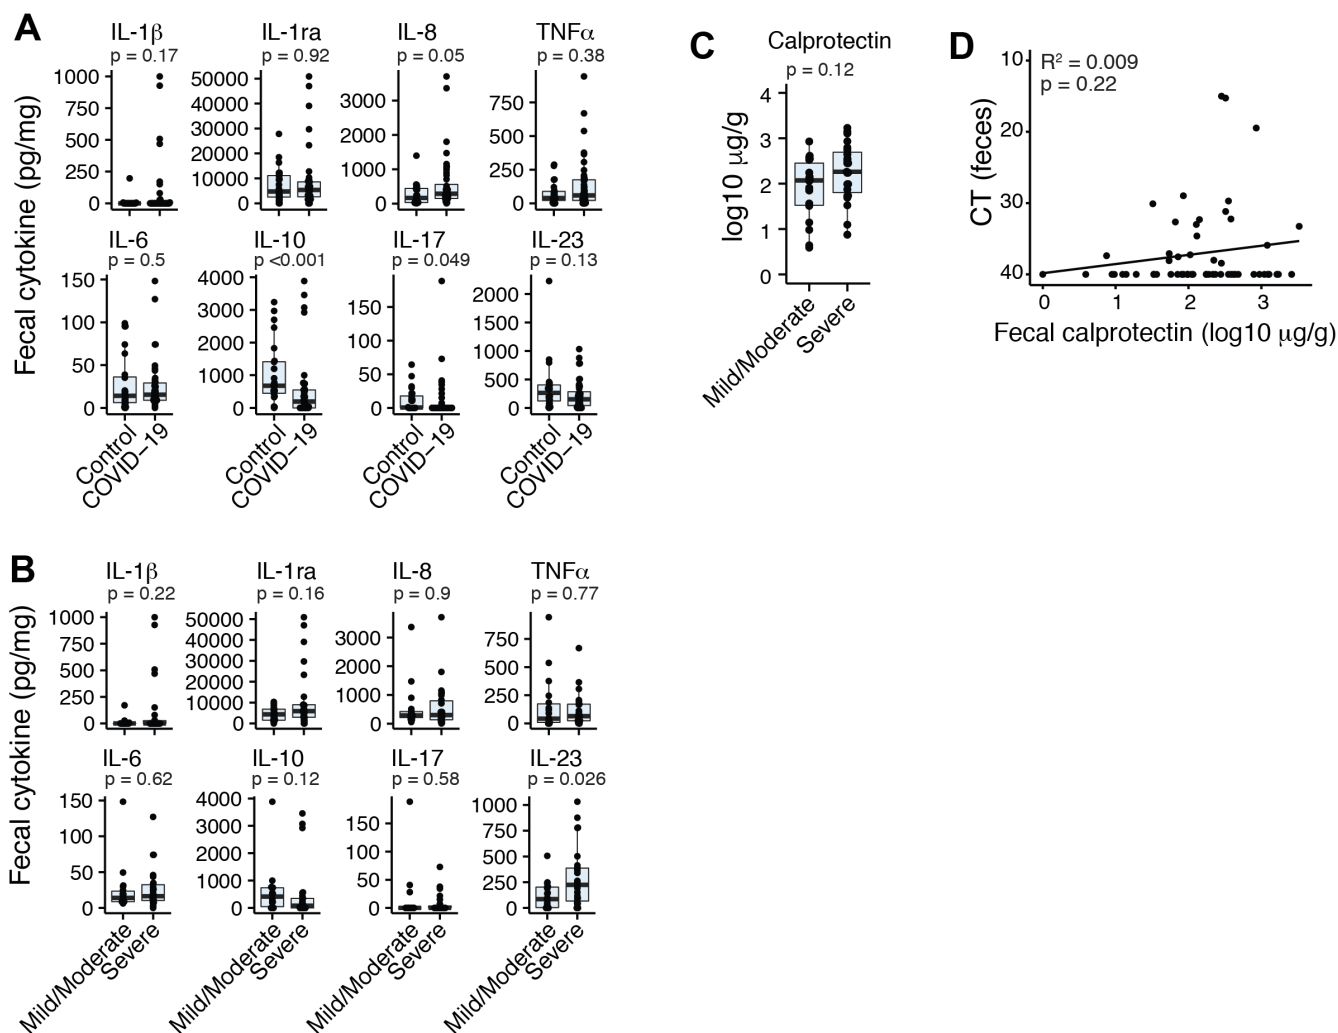 A
IL-1β
IL-1ra
IL-8
TNFα
p = 0.17
p = 0.92
p = 0.05
p = 0.38
Fecal cytokine (pg/mg)
1000
750
500
250
0
50000
40000
30000
20000
10000
0
3000
2000
1000
0
750
500
250
0
IL-6
IL-10
IL-17
IL-23
p = 0.5
p <0.001
p = 0.049
p = 0.13
150
100
50
0
4000
3000
2000
1000
0
150
100
50
0
2000
1500
1000
500
0
Control
COVID−19
Control
COVID−19
Control
COVID−19
Control
COVID−19
B
IL-1β
IL-1ra
IL-8
TNFα
p = 0.22
p = 0.16
p = 0.9
p = 0.77
Fecal cytokine (pg/mg)
1000
750
500
250
0
50000
40000
30000
20000
10000
0
3000
2000
1000
0
750
500
250
0
IL-6
IL-10
IL-17
IL-23
p = 0.62
p = 0.12
p = 0.58
p = 0.026
150
100
50
0
4000
3000
2000
1000
0
150
100
50
0
1000
750
500
250
0
Mild/Moderate
Severe
Mild/Moderate
Severe
Mild/Moderate
Severe
Mild/Moderate
Severe
C
Calprotectin
p = 0.12
log10 μg/g
4
3
2
1
0
Mild/Moderate
Severe
D
R² = 0.009
p = 0.22
CT (feces)
10
20
30
40
0
1
2
3
Fecal calprotectin (log10 μg/g)